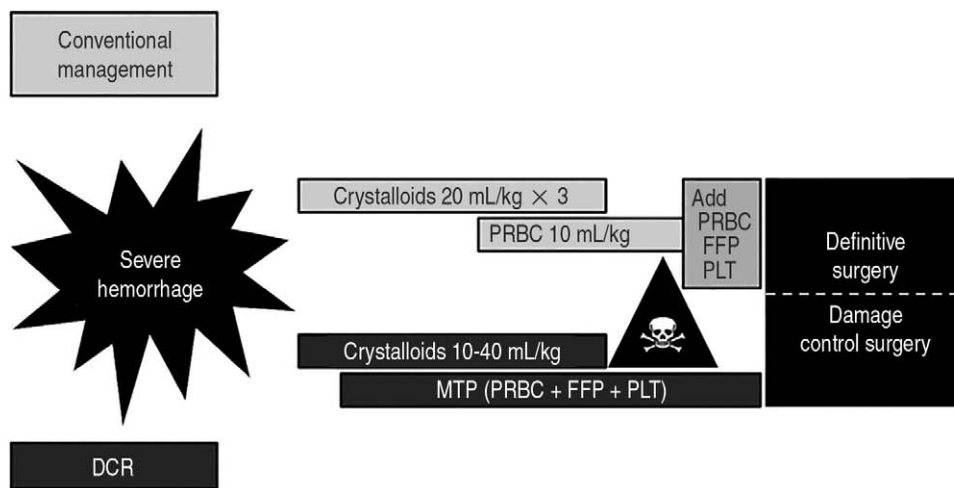 Conventional
management
Severe
hemorrhage
Crystalloids 20 mL/kg × 3
PRBC 10 mL/kg
Add
PRBC
FFP
PLT
Definitive
surgery
Damage
control surgery
Crystalloids 10-40 mL/kg
MTP (PRBC + FFP + PLT)
DCR